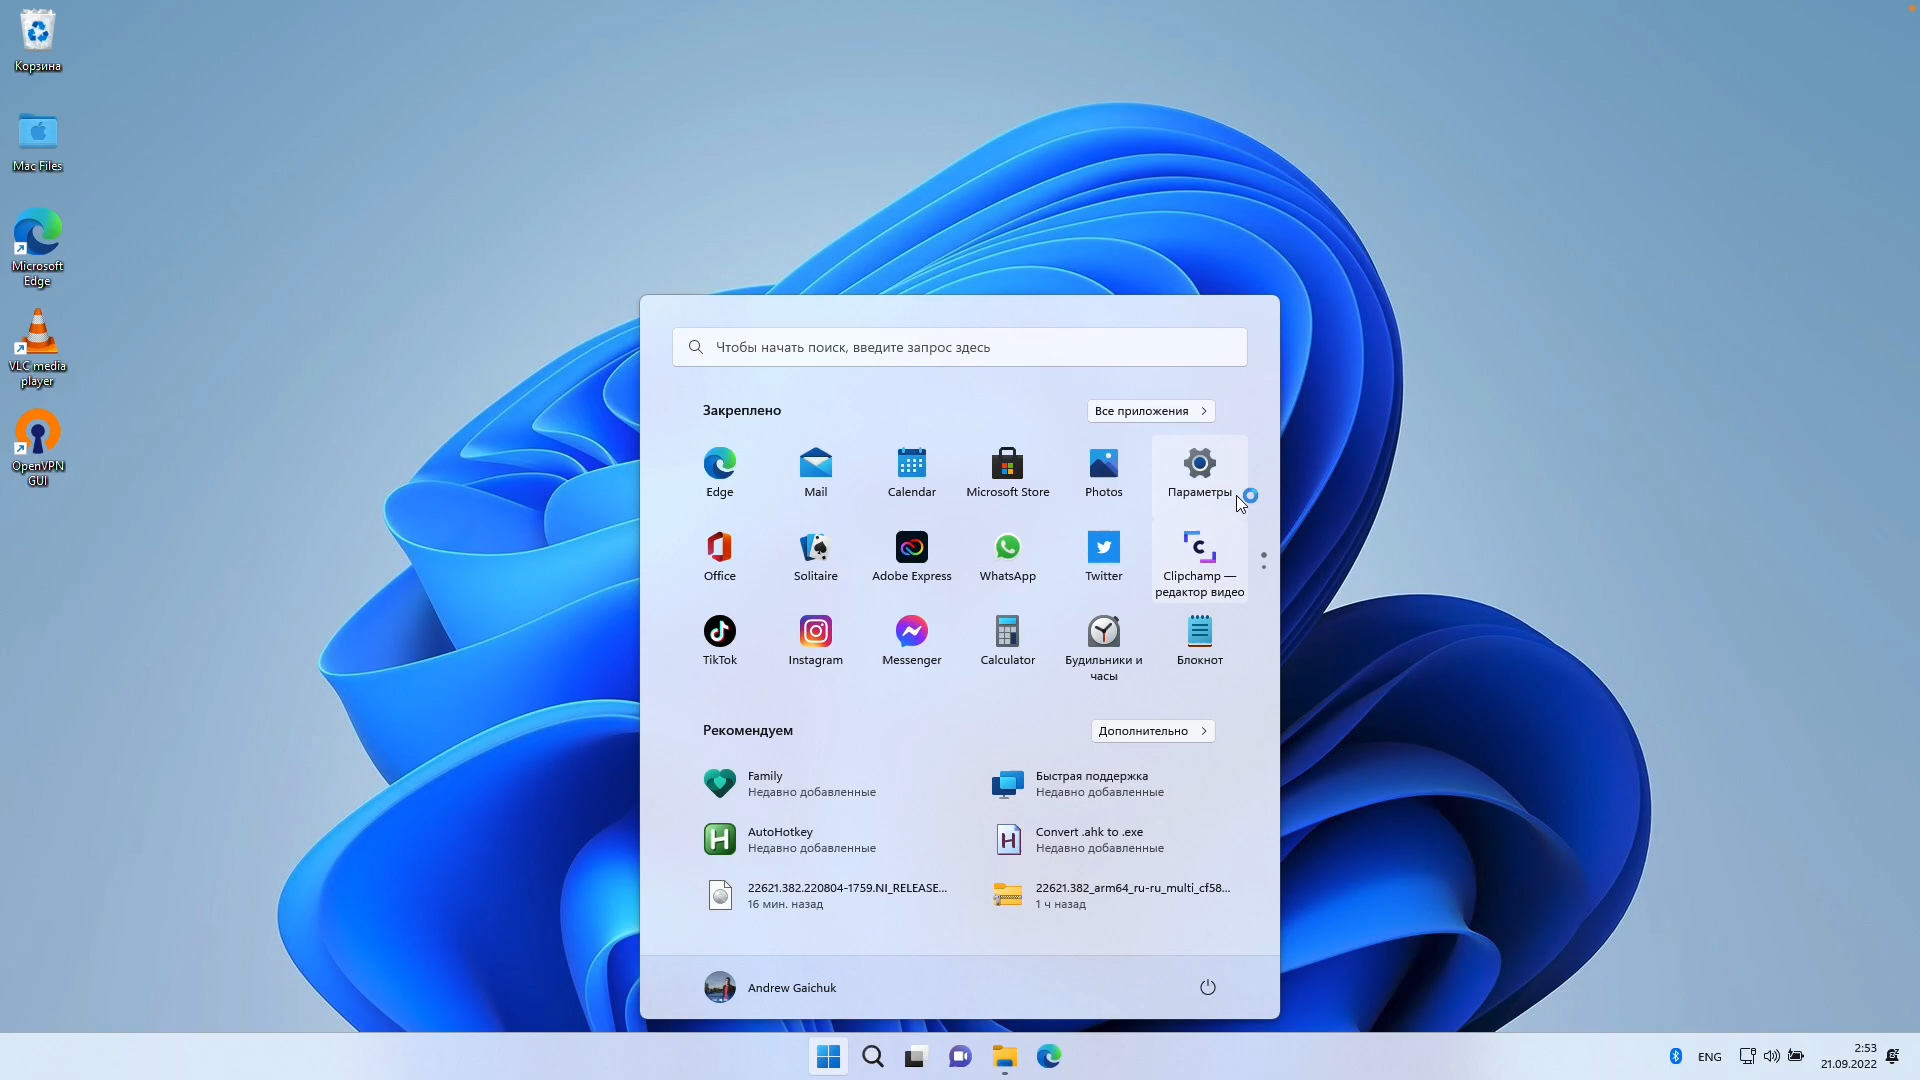 Корзина
Mac Files
Microsoft
Edge
VLC media
player
OpenVPN
GUI
Чтобы начать поиск, введите запрос здесь
Закреплено
Все приложения
Edge
Mail
Calendar
Microsoft Store
Photos
Параметры
Office
Solitaire
Adobe Express
WhatsApp
Twitter
Clipchamp —
редактор видео
TikTok
Instagram
Messenger
Calculator
Будильники и
часы
Блокнот
Рекомендуем
Дополнительно
Family
Недавно добавленные
Быстрая поддержка
Недавно добавленные
AutoHotkey
Недавно добавленные
Convert .ahk to .exe
Недавно добавленные
22621.382.220804-1759.NI_RELEASE...
16 мин. назад
22621.382_arm64_ru-ru_multi_cf58...
1 ч назад
Andrew Gaichuk
ENG
2:53
21.09.2022